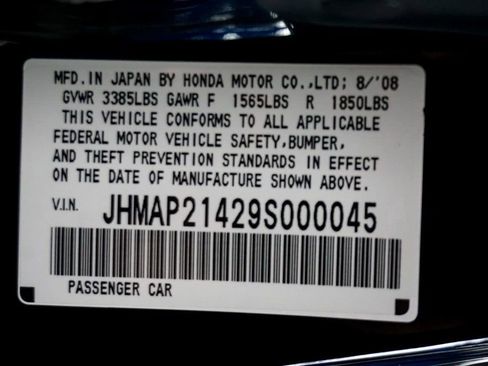 MFD. IN JAPAN BY HONDA MOTOR CO.,LTD; 8/'08
GVWR 3385LBS GAWR F 1565LBS R 1850LBS
THIS VEHICLE CONFORMS TO ALL APPLICABLE
FEDERAL MOTOR VEHICLE SAFETY,BUMPER,
AND THEFT PREVENTION STANDARDS IN EFFECT
ON THE DATE OF MANUFACTURE SHOWN ABOVE.
V.I.N. JHMAP21429S000045
PASSENGER CAR